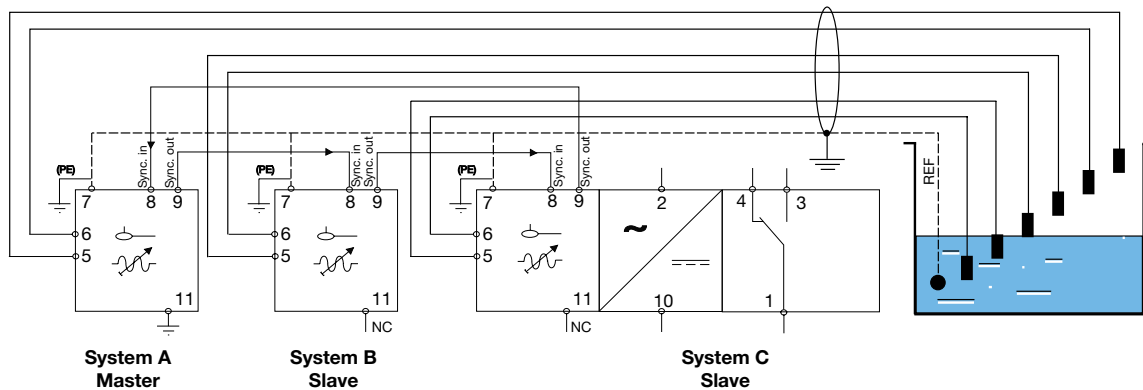 (PE)
Sync. in
Sync. out
(PE)
Sync. in
Sync. out
(PE)
Sync. in
Sync. out
REF
7
8
9
7
8
9
7
8
9
2
4
3
6
6
6
~
5
5
5
11
11
11
10
1
NC
NC
System A
Master
System B
Slave
System C
Slave